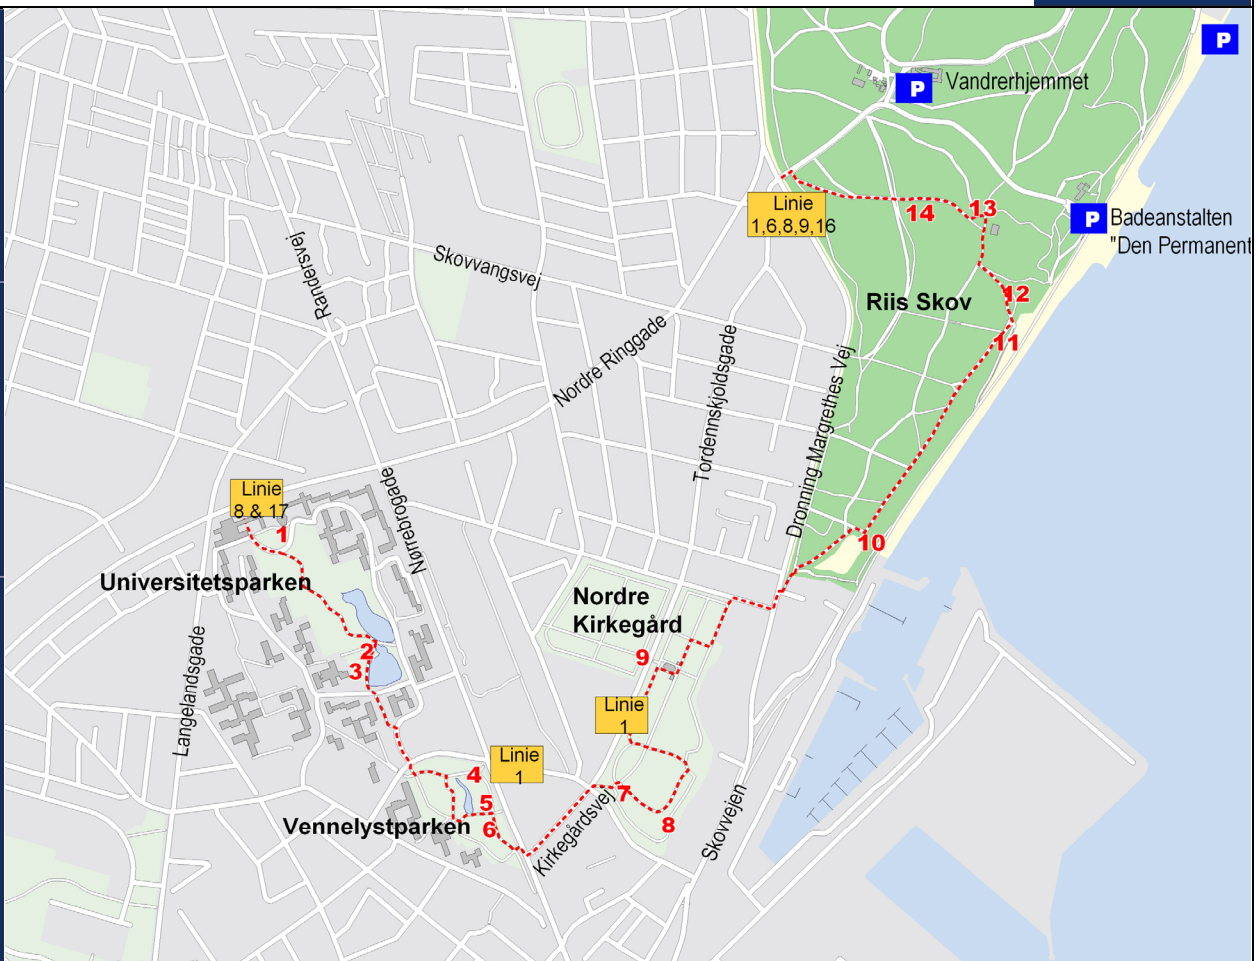 P
P
Vandrerhjemmet
Linie
1,6,8,9,16
14
13
P
Badeanstalten
"Den Permanent
Randersvej
Skovvangsvej
12
Riis Skov
11
Nordre Ringgade
Tordennskjoldsgade
Dronning Margrethes Vej
Linie
8 & 17
1
Nørrebrogade
10
Universitetsparken
Nordre
Kirkegård
2
3
9
Langelandsgade
Linie
1
Linie
1
4
5
6
7
8
Vennelystparken
Kirkegårdsvej
Skovvejen